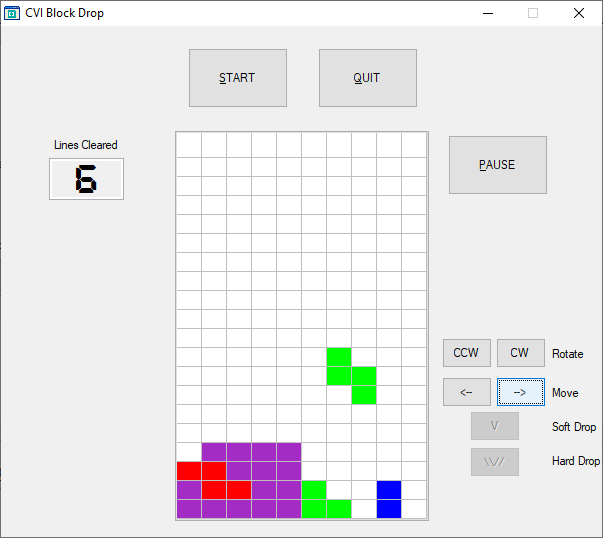 CVI Block Drop
START
QUIT
Lines Cleared
6
PAUSE
CCW
CW
Rotate
<--
-->
Move
V
Soft Drop
\\//
Hard Drop